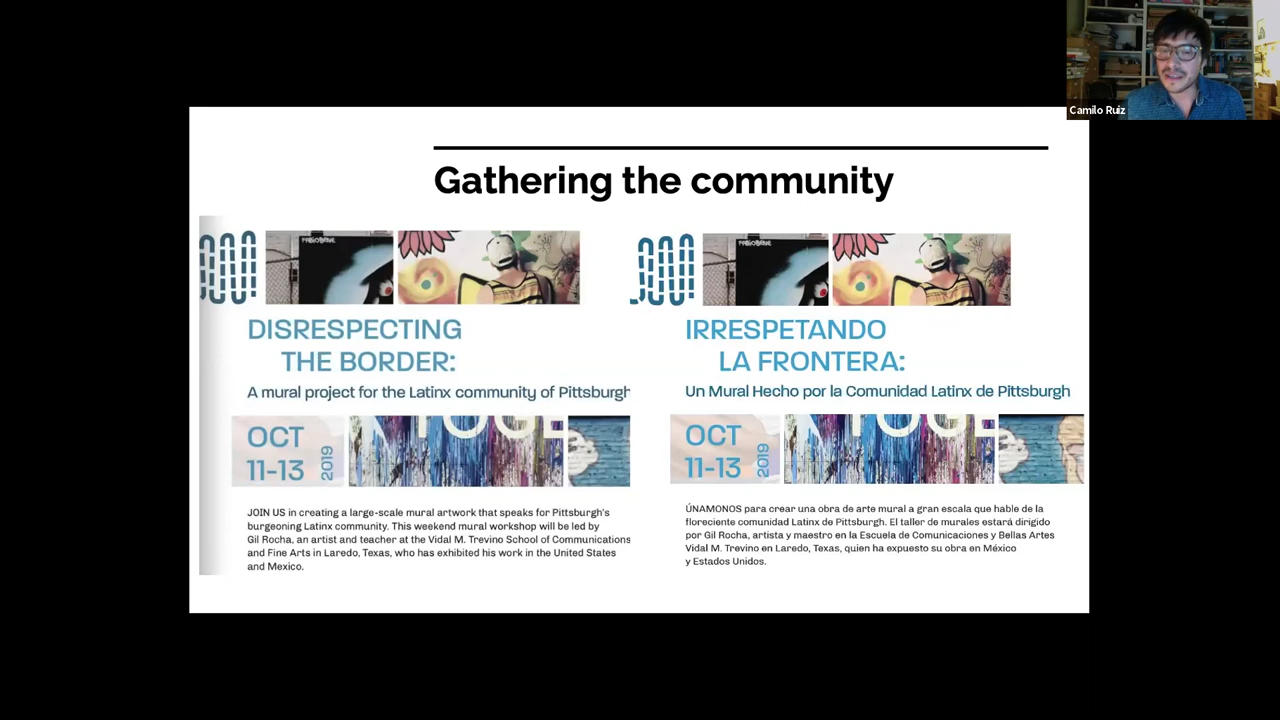 Camilo Ruiz
Gathering the community
DISRESPECTING
THE BORDER:
A mural project for the Latinx community of Pittsburgh
OCT
11-13
2019
TOGE
JOIN US in creating a large-scale mural artwork that speaks for Pittsburgh's
burgeoning Latinx community. This weekend mural workshop will be led by
Gil Rocha, an artist and teacher at the Vidal M. Trevino School of Communications
and Fine Arts in Laredo, Texas, who has exhibited his work in the United States
and Mexico.
IRRESPETANDO
LA FRONTERA:
Un Mural Hecho por la Comunidad Latinx de Pittsburgh
OCT
11-13
2019
TOGE
ÚNAMONOS para crear una obra de arte mural a gran escala que hable de la
floreciente comunidad Latinx de Pittsburgh. El taller de murales estará dirigido
por Gil Rocha, artista y maestro en la Escuela de Comunicaciones y Bellas Artes
Vidal M. Trevino en Laredo, Texas, quien ha expuesto su obra en México
y Estados Unidos.